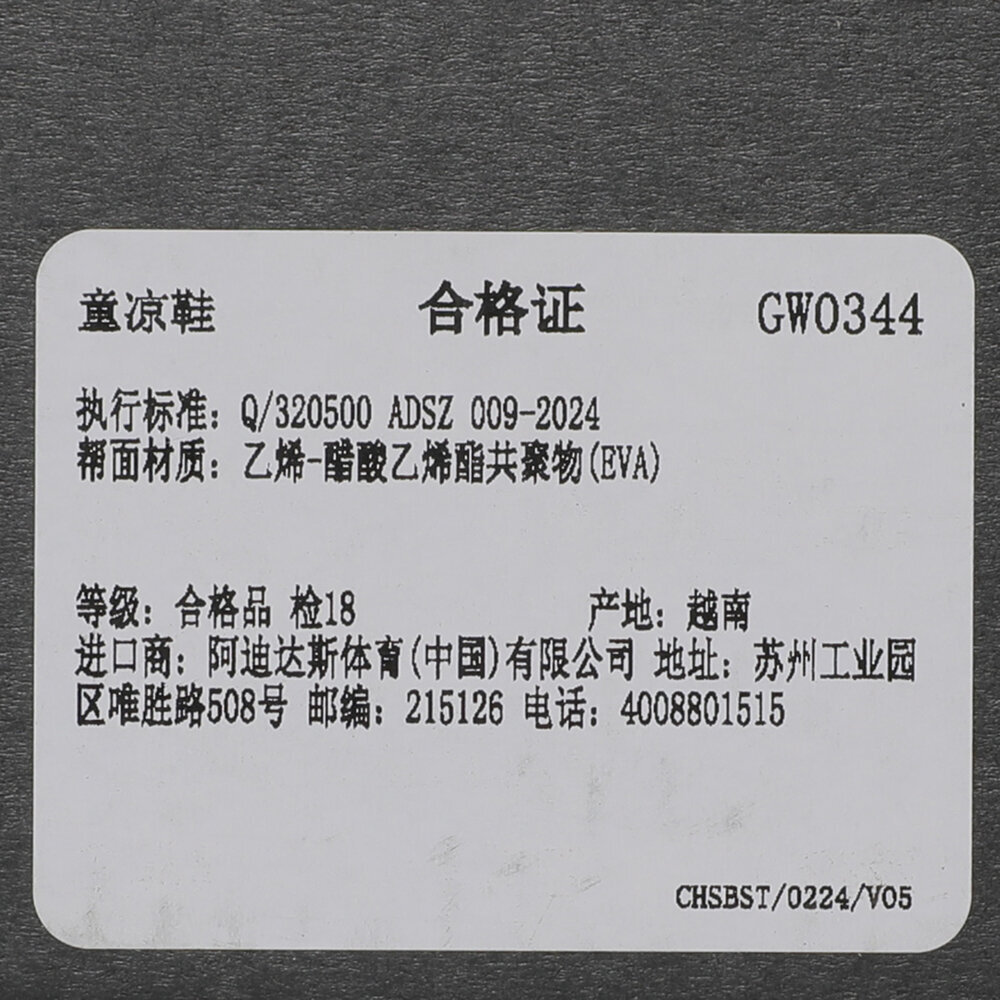 童凉鞋 合格证 GW0344
执行标准：Q/320500 ADSZ 009-2024
帮面材质：乙烯-醋酸乙烯酯共聚物(EVA)
等级：合格品 检18 产地：越南
进口商：阿迪达斯体育(中国)有限公司 地址：苏州工业园
区唯胜路508号 邮编：215126 电话：4008801515
CHSBST/0224/V05